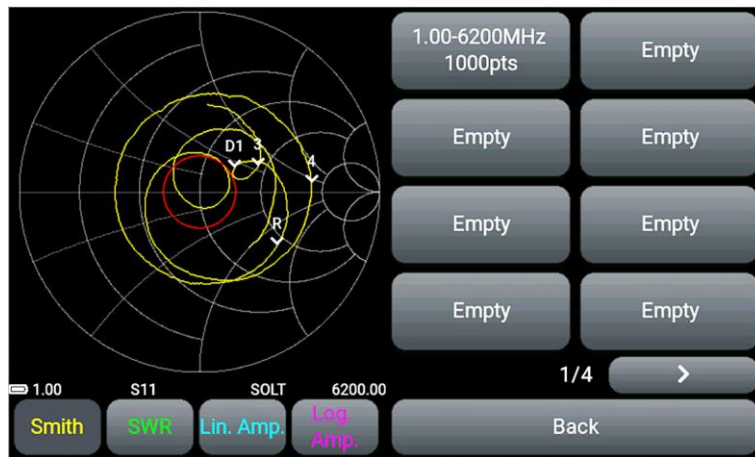 D1
3
4
R
1.00
S11
SOLT
6200.00
Smith
SWR
Lin. Amp.
Log
Amp.
1.00-6200MHz
1000pts
Empty
Empty
Empty
Empty
Empty
Empty
Empty
1/4
>
Back